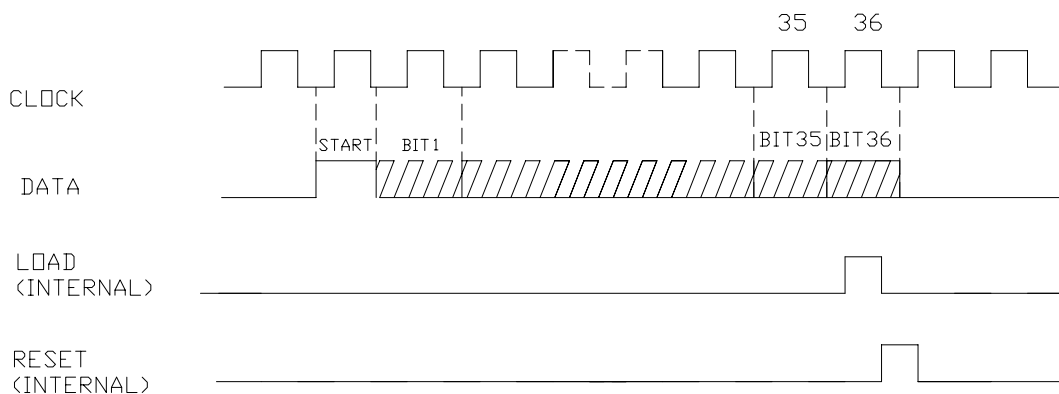 35 36
CLOCK
START BIT1 BIT35 BIT36
DATA
LOAD
(INTERNAL)
RESET
(INTERNAL)